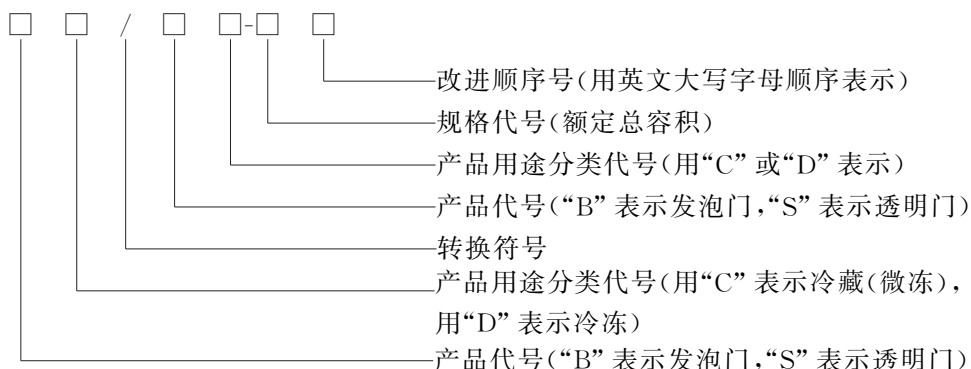 □ □ / □ □-□ □
改进顺序号(用英文大写字母顺序表示)
规格代号(额定总容积)
产品用途分类代号(用“C” 或“D” 表示)
产品代号(“B” 表示发泡门,“S” 表示透明门)
转换符号
产品用途分类代号(用“C” 表示冷藏(微冻),
用“D” 表示冷冻)
产品代号(“B” 表示发泡门,“S” 表示透明门)